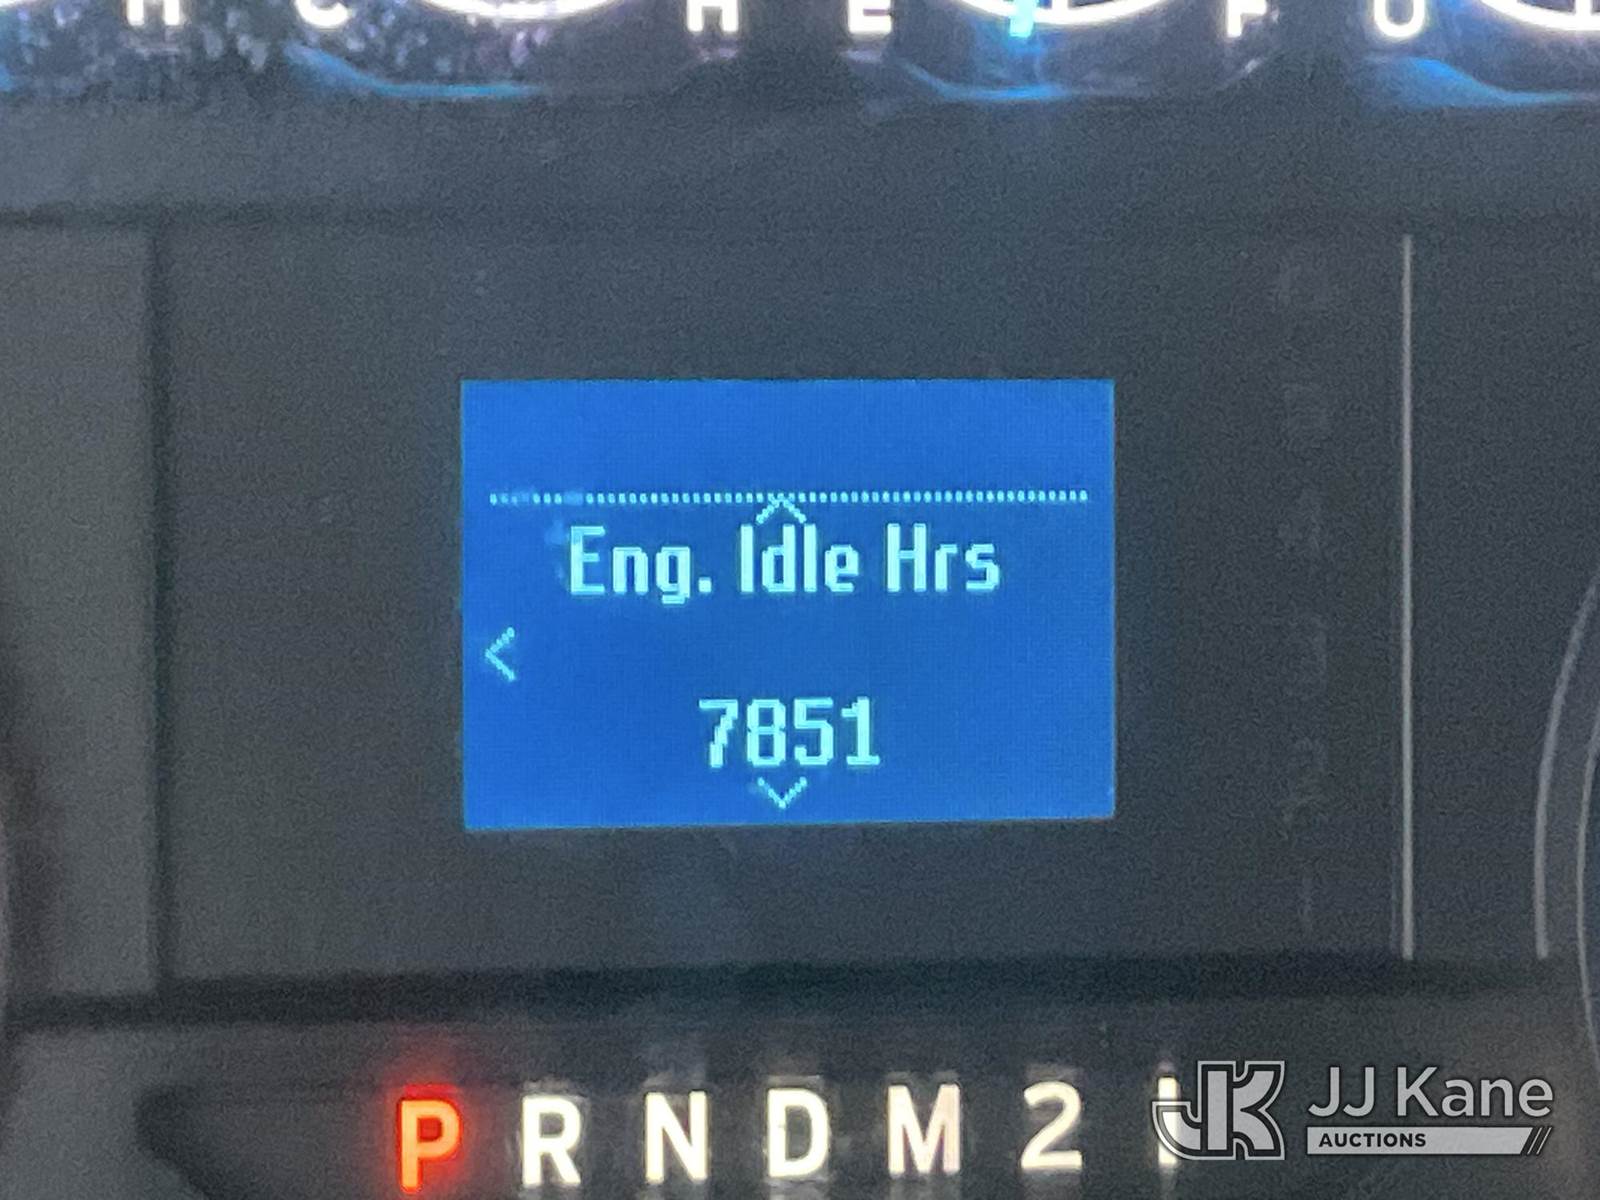 H C H E F U
Eng. Idle Hrs
7851
P R N D M 2
JJ Kane
AUCTIONS